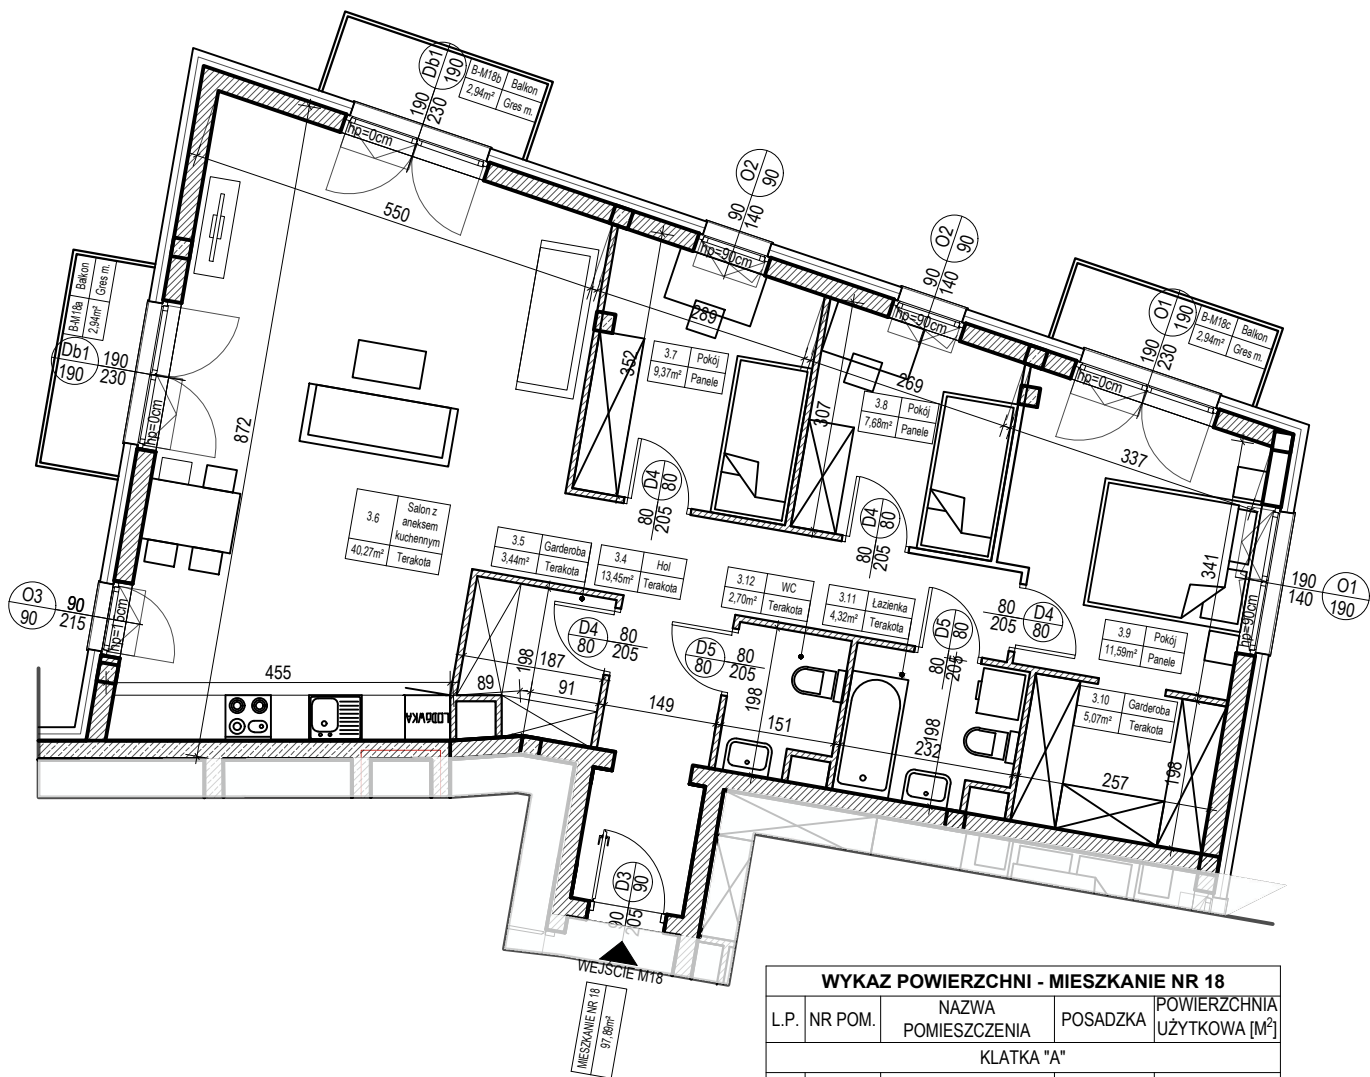 Db1
190
190
230
B-M18b Balkon
2,94m² Gres m.
hp=0cm
550
O2
90
90
140
hp=90cm
O2
90
90
140
hp=90cm
B-M18a Balkon
2,94m² Gres m.
Db1
190
190
230
hp=0cm
O1
190
190
230
B-M18c Balkon
2,94m² Gres m.
hp=0cm
289
352
3.7 Pokój
9,37m² Panele
269
307
3.8 Pokój
7,68m² Panele
337
872
D4
80
80
205
D4
80
80
205
341
3.6 Salon z aneksem kuchennym
40,27m² Terakota
3.5 Garderoba
3,44m² Terakota
3.4 Hol
13,45m² Terakota
3.12 WC
2,70m² Terakota
3.11 Łazienka
4,32m² Terakota
190
140
O1
190
hp=90cm
O3
90
90
215
hp=15cm
D4
80
80
205
D5
80
80
205
D5
80
80
205
80
205
D4
80
3.9 Pokój
11,59m² Panele
3.10 Garderoba
5,07m² Terakota
455
198
187
89
91
149
198
151
198
232
257
198
LODÓWKA
D3
90
90
205
WEJŚCIE M18
MIESZKANIE NR 18
97,89m²
WYKAZ POWIERZCHNI - MIESZKANIE NR 18
L.P. NR POM. NAZWA POMIESZCZENIA POSADZKA POWIERZCHNIA UŻYTKOWA [M²]
KLATKA "A"